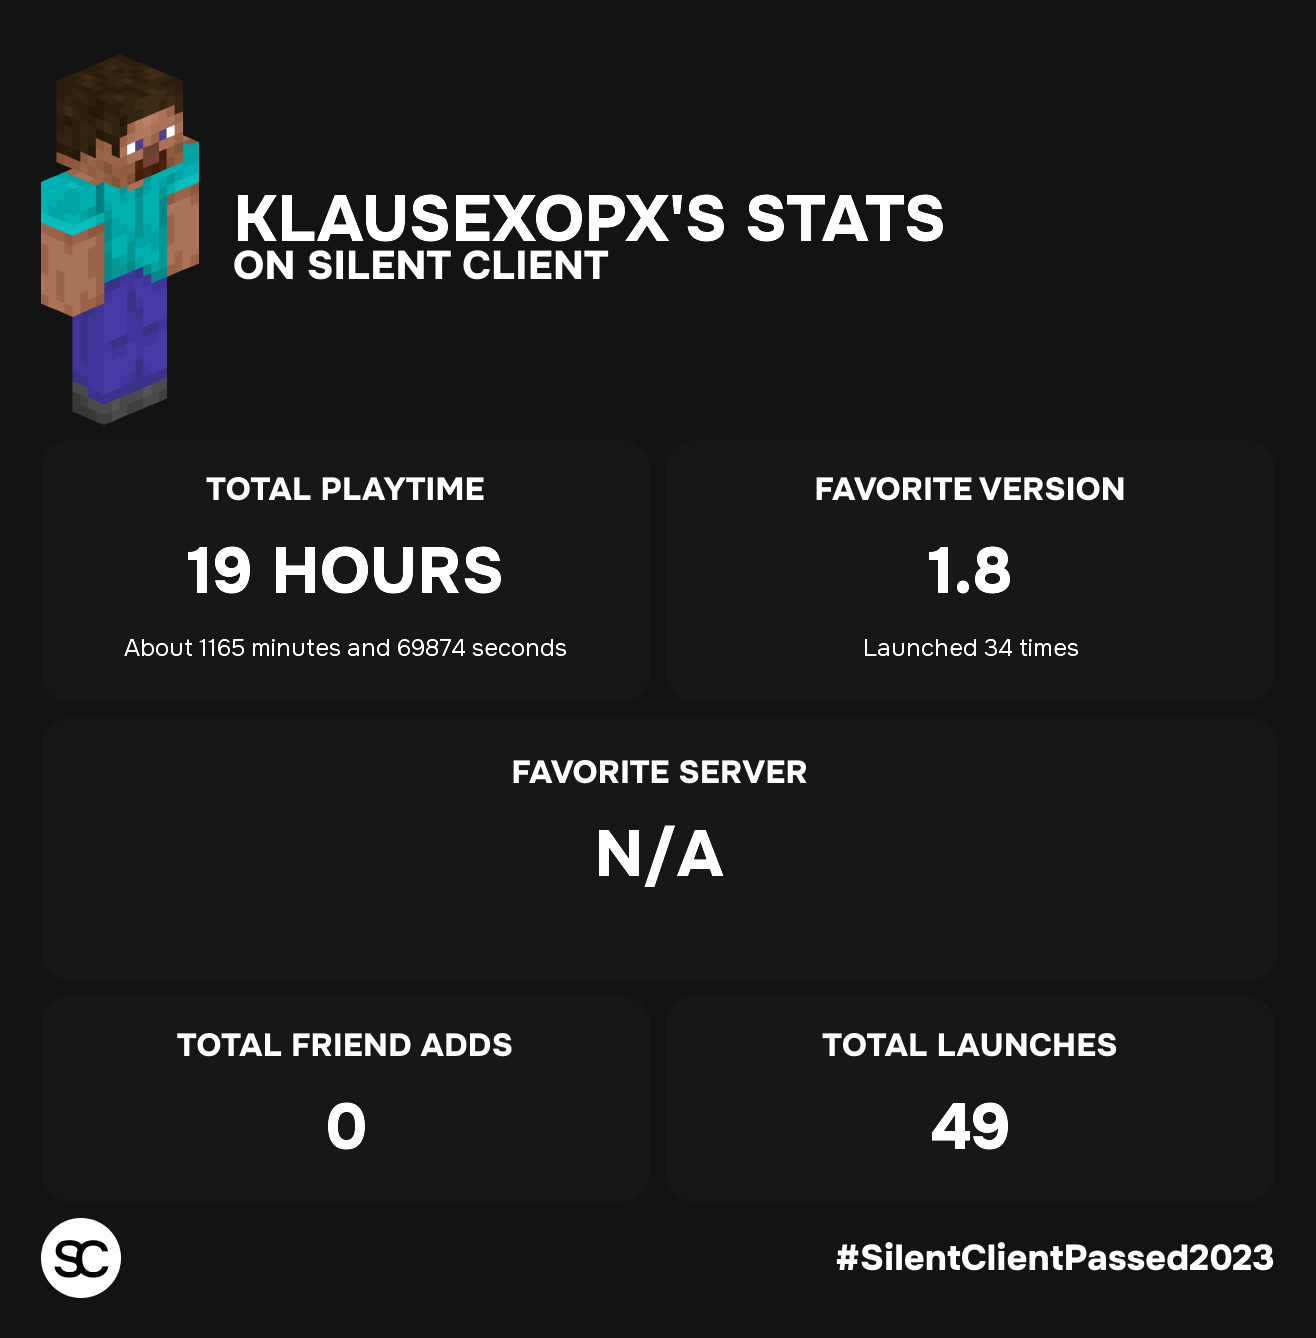 KLAUSEXOPX'S STATS
ON SILENT CLIENT
TOTAL PLAYTIME
19 HOURS
About 1165 minutes and 69874 seconds
FAVORITE VERSION
1.8
Launched 34 times
FAVORITE SERVER
N/A
TOTAL FRIEND ADDS
0
TOTAL LAUNCHES
49
SC
#SilentClientPassed2023